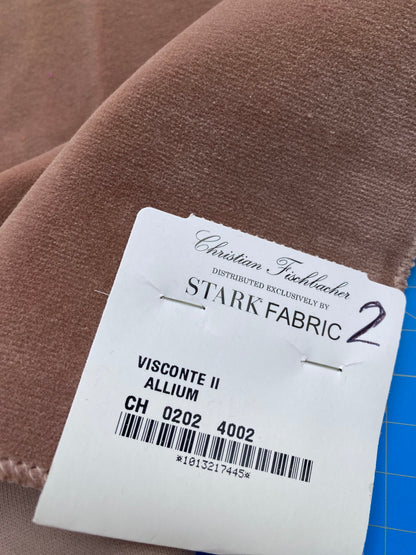 Christian Fischbacher
DISTRIBUTED EXCLUSIVELY BY
STARK FABRIC 2
VISCONTE II
ALLIUM
CH 0202 4002
*1013217445*